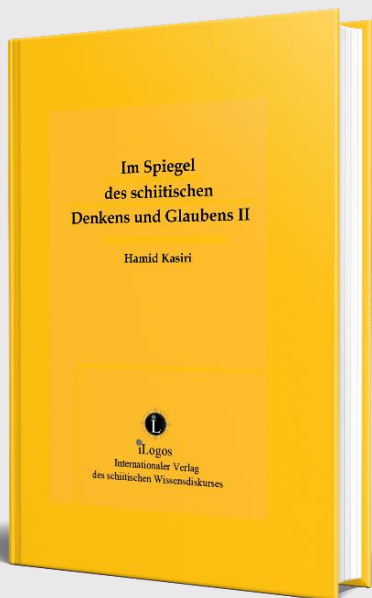 Im Spiegel
des schiitischen
Denkens und Glaubens II
Hamid Kasiri
iLogos
Internationaler Verlag
des schiitischen Wissensdiskurses